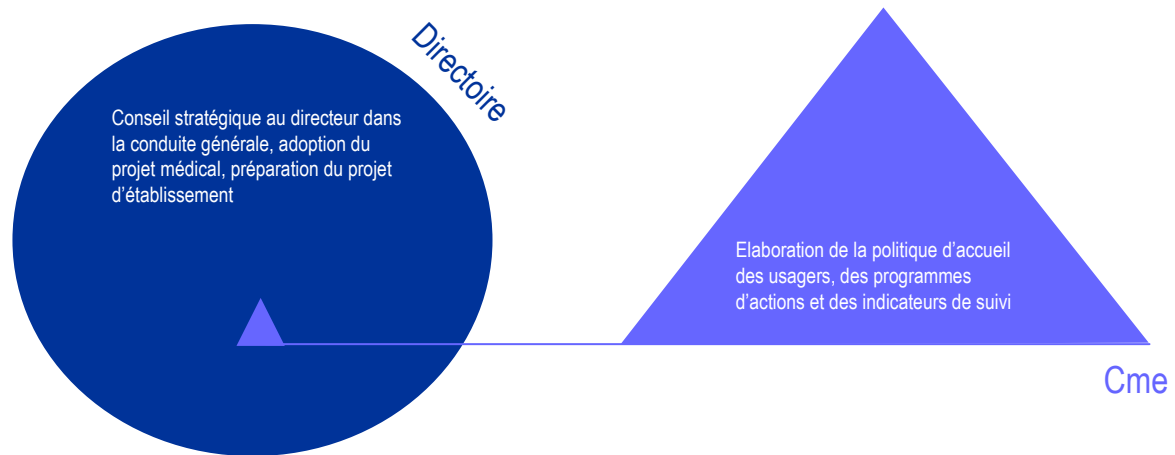 Directoire
Conseil stratégique au directeur dans
la conduite générale, adoption du
projet médical, préparation du projet
d'établissement
Elaboration de la politique d'accueil
des usagers, des programmes
d'actions et des indicateurs de suivi
Cme